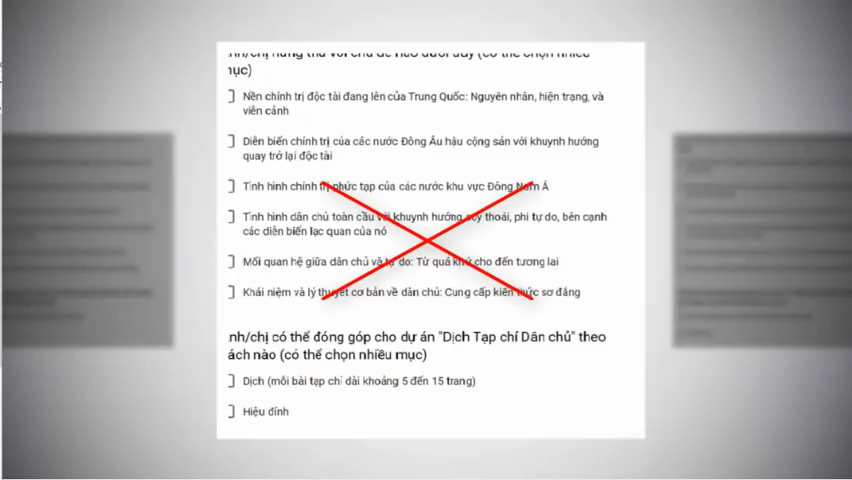 anh/chị hứng thú với chủ đề nào dưới đây (có thể chọn nhiều
mục)
Nền chính trị độc tài đang lên của Trung Quốc: Nguyên nhân, hiện trạng, và
viễn cảnh
Diễn biến chính trị của các nước Đông Âu hậu cộng sản với khuynh hướng
quay trở lại độc tài
Tình hình chính trị phức tạp của các nước khu vực Đông Nam Á
Tình hình dân chủ toàn cầu với khuynh hướng suy thoái, phi tự do, bên cạnh
các diễn biến lạc quan của nó
Mối quan hệ giữa dân chủ và tự do: Từ quá khứ cho đến tương lai
Khái niệm và lý thuyết cơ bản về dân chủ: Cung cấp kiến thức sơ đẳng
nh/chị có thể đóng góp cho dự án "Dịch Tạp chí Dân chủ" theo
ách nào (có thể chọn nhiều mục)
Dịch (mỗi bài tạp chí dài khoảng 5 đến 15 trang)
Hiệu đính